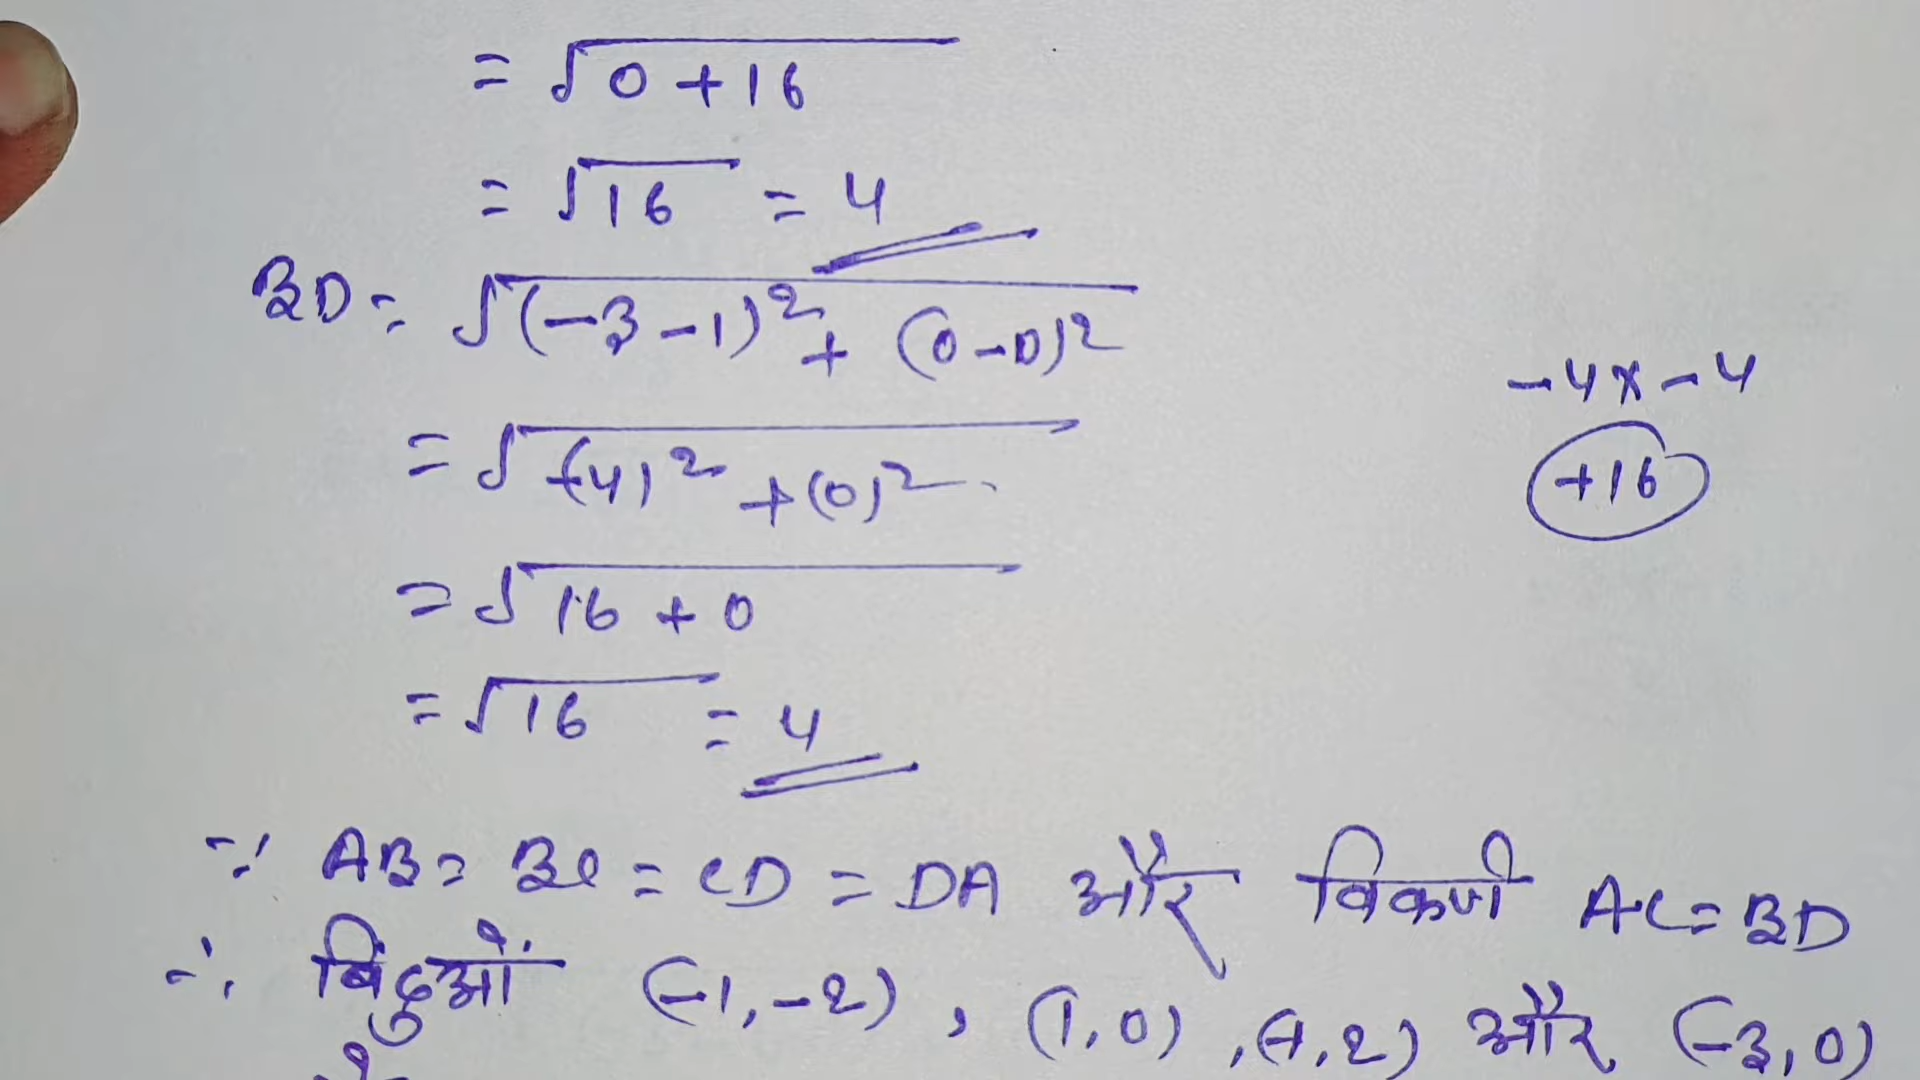 = √0 + 16
= √16 = 4
BD = √(-3 - 1)² + (0 - 0)²
= √(-4)² + (0)²
-4 x -4
+16
= √16 + 0
= √16 = 4
∵ AB = BC = CD = DA और विकर्ण AC = BD
∴ बिंदुओं (-1, -2) , (1, 0) , (-1, 2) और (-3, 0)